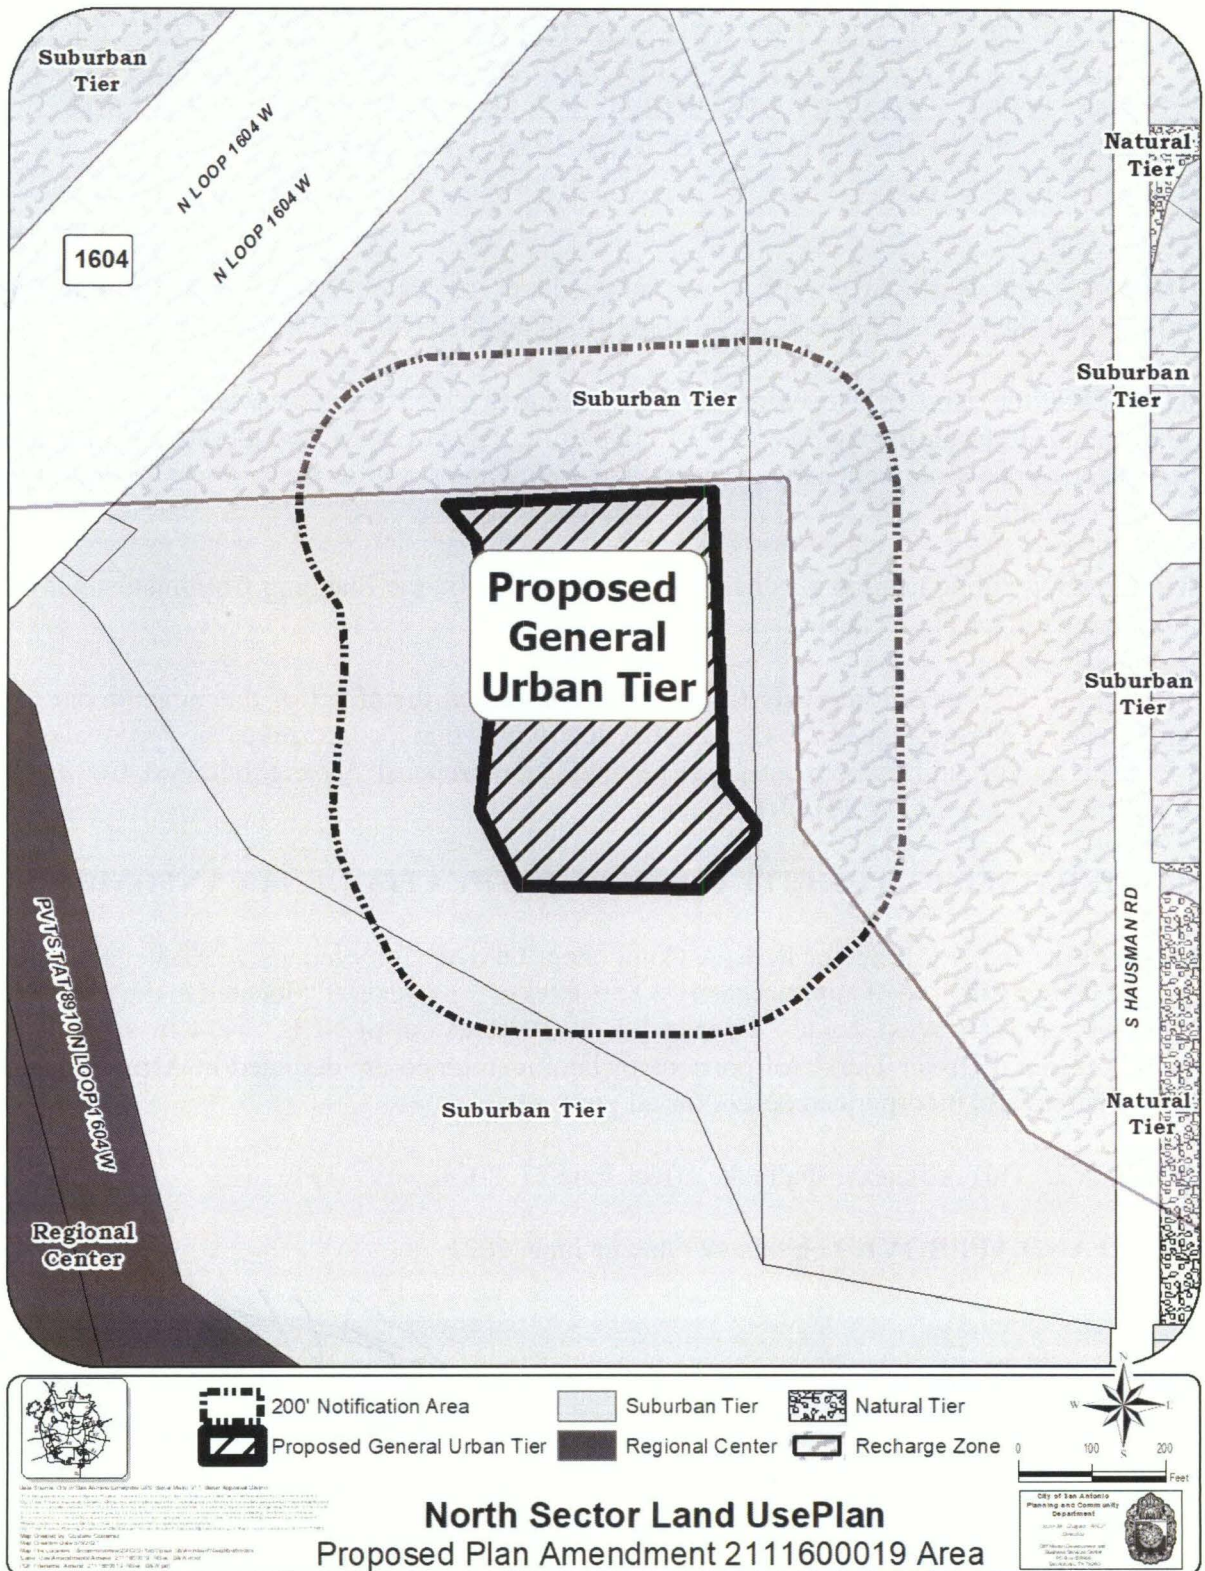 Suburban
Tier
N LOOP 1604 W
N LOOP 1604 W
1604
Natural
Tier
Suburban Tier
Suburban
Tier
Proposed
General
Urban Tier
Suburban
Tier
PVT STAT 8910 N LOOP 1604 W
S HAUSMAN RD
Suburban Tier
Natural
Tier
Regional
Center
200' Notification Area
Suburban Tier
Natural Tier
Proposed General Urban Tier
Regional Center
Recharge Zone
N
W
S
0 100 200
Feet
North Sector Land UsePlan
Proposed Plan Amendment 2111600019 Area
City of San Antonio
Planning and Community
Department